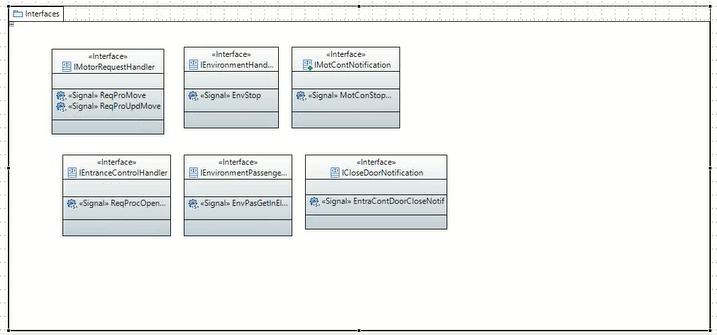 Interfaces
«Interface»
IMotorRequestHandler
«Signal» ReqProMove
«Signal» ReqProUpdMove
«Interface»
IEnvironmentHand...
«Signal» EnvStop
«Interface»
IMotContNotification
«Signal» MotConStop...
«Interface»
IEntranceControlHandler
«Signal» ReqProcOpen...
«Interface»
IEnvironmentPassenge...
«Signal» EnvPasGetInEl...
«Interface»
ICloseDoorNotification
«Signal» EntraContDoorCloseNotif